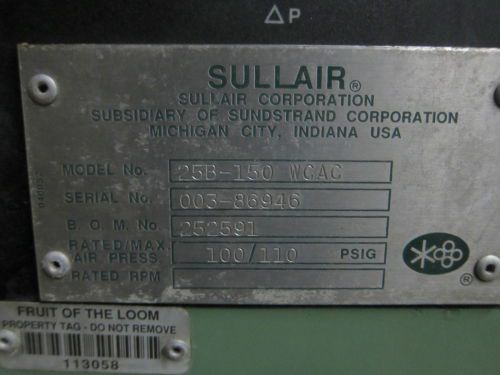 ΔP
SULLAIR®
SULLAIR CORPORATION
SUBSIDIARY OF SUNDSTRAND CORPORATION
MICHIGAN CITY, INDIANA USA
MODEL No. 25B-150 WCAC
SERIAL No. 003-86946
B. O. M. No. 252591
RATED/MAX. AIR PRESS. 100/110 PSIG
RATED RPM
®
FRUIT OF THE LOOM
PROPERTY TAG - DO NOT REMOVE
113058